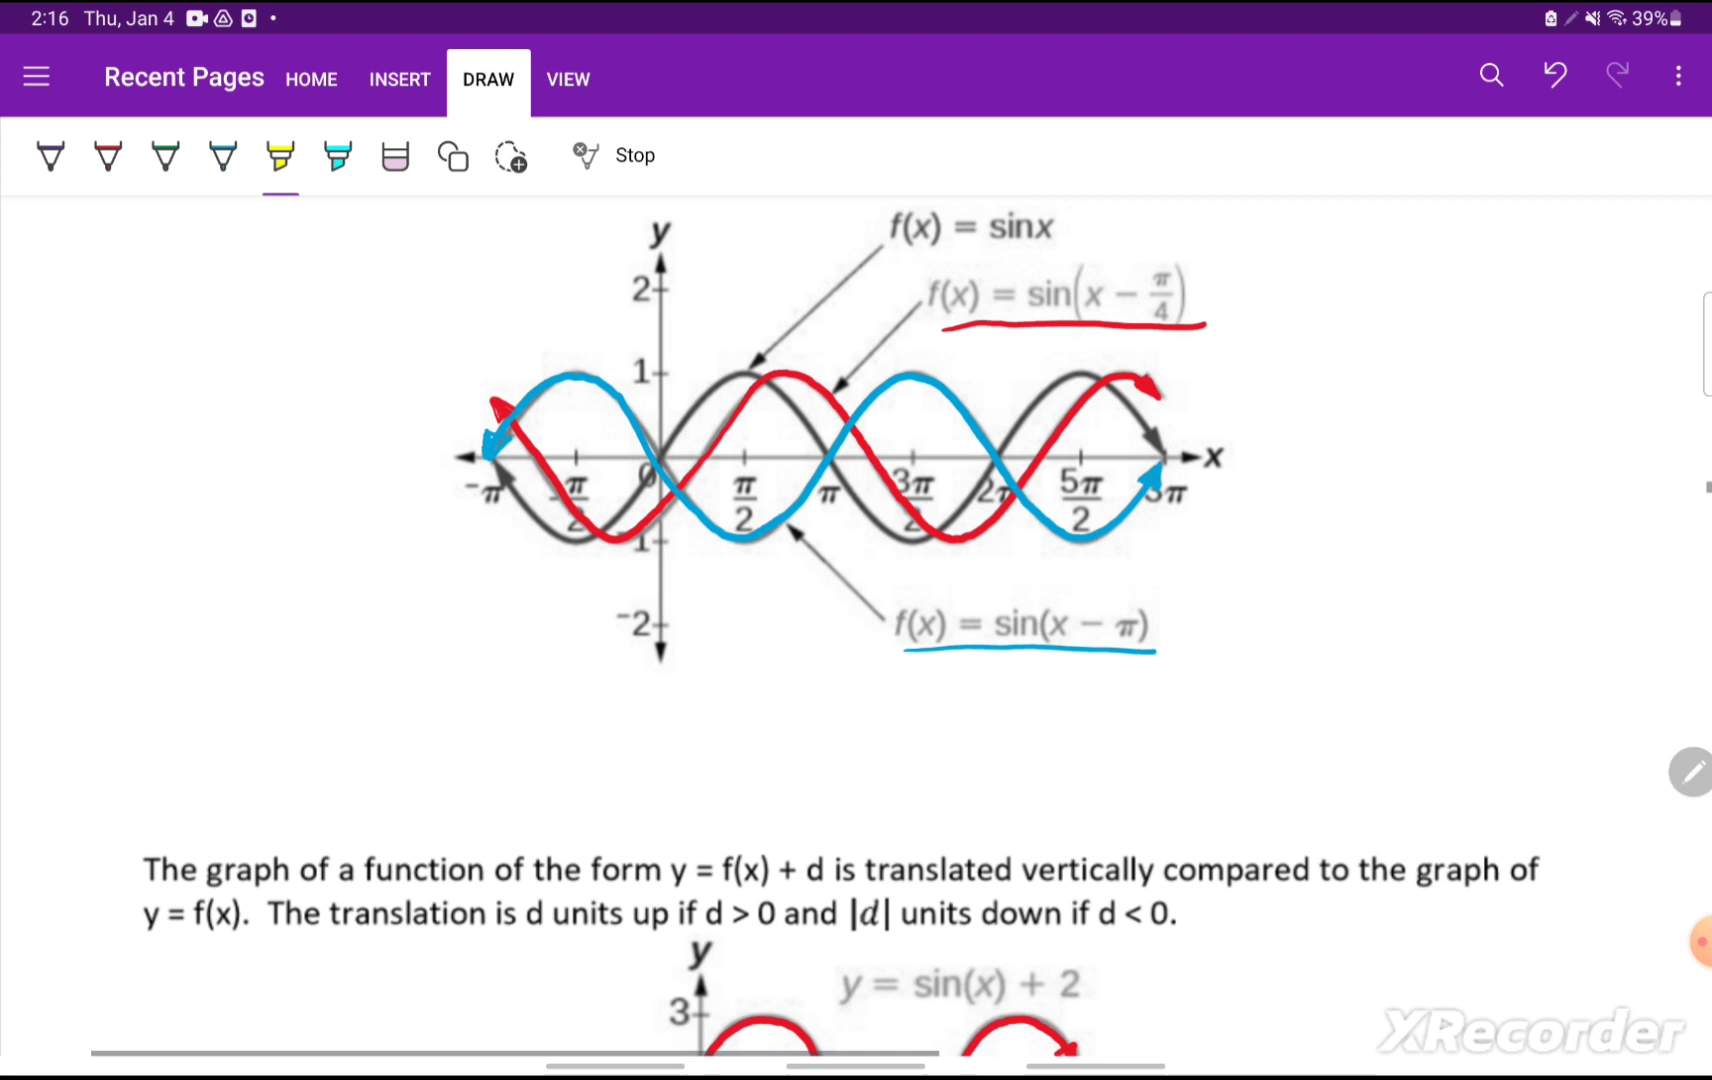 2:16 Thu, Jan 4
39%
Recent Pages HOME INSERT DRAW VIEW
Stop
y
f(x) = sinx
f(x) = sin(x − π/4)
2
1
x
-π
π/2
0
π/2
π
3π/2
2π
5π/2
3π
-1
-2
f(x) = sin(x − π)
The graph of a function of the form y = f(x) + d is translated vertically compared to the graph of
y = f(x). The translation is d units up if d > 0 and |d| units down if d < 0.
y
y = sin(x) + 2
3
XRecorder